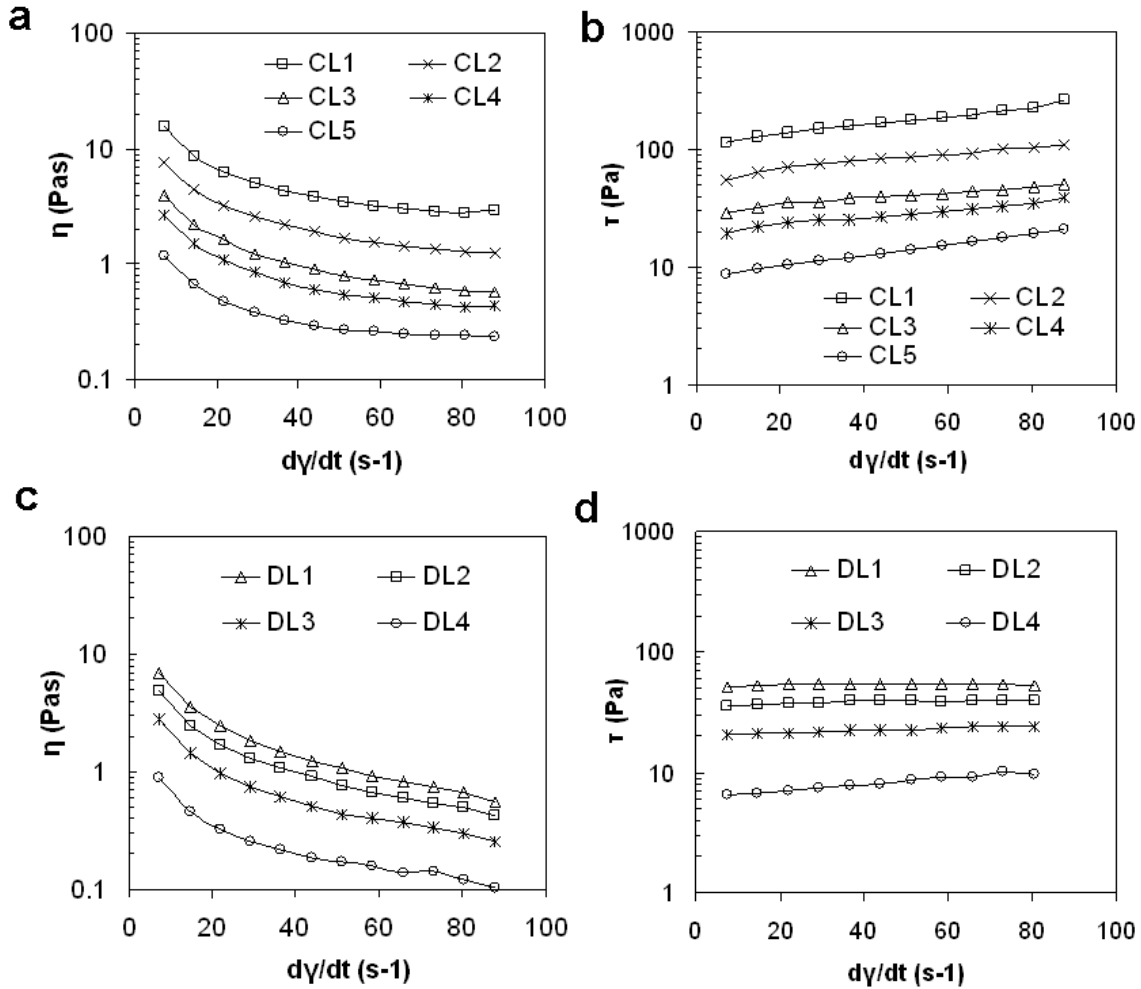 a
100
10
1
0.1
η (Pas)
CL1 CL2
CL3 CL4
CL5
0 20 40 60 80 100
dγ/dt (s-1)
b
1000
100
10
1
τ (Pa)
CL1 CL2
CL3 CL4
CL5
0 20 40 60 80 100
dγ/dt (s-1)
c
100
10
1
0.1
η (Pas)
DL1 DL2
DL3 DL4
0 20 40 60 80 100
dγ/dt (s-1)
d
1000
100
10
1
τ (Pa)
DL1 DL2
DL3 DL4
0 20 40 60 80 100
dγ/dt (s-1)